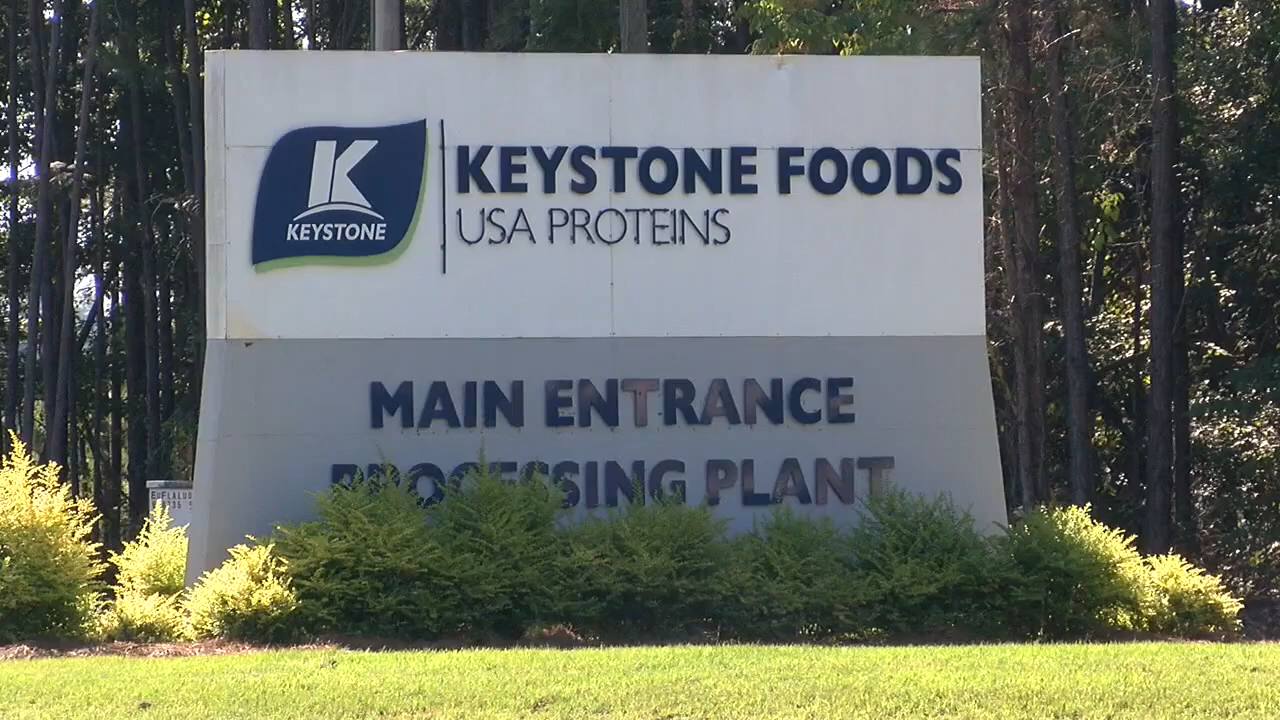 KEYSTONE FOODS
USA PROTEINS
K
KEYSTONE
MAIN ENTRANCE
PROCESSING PLANT